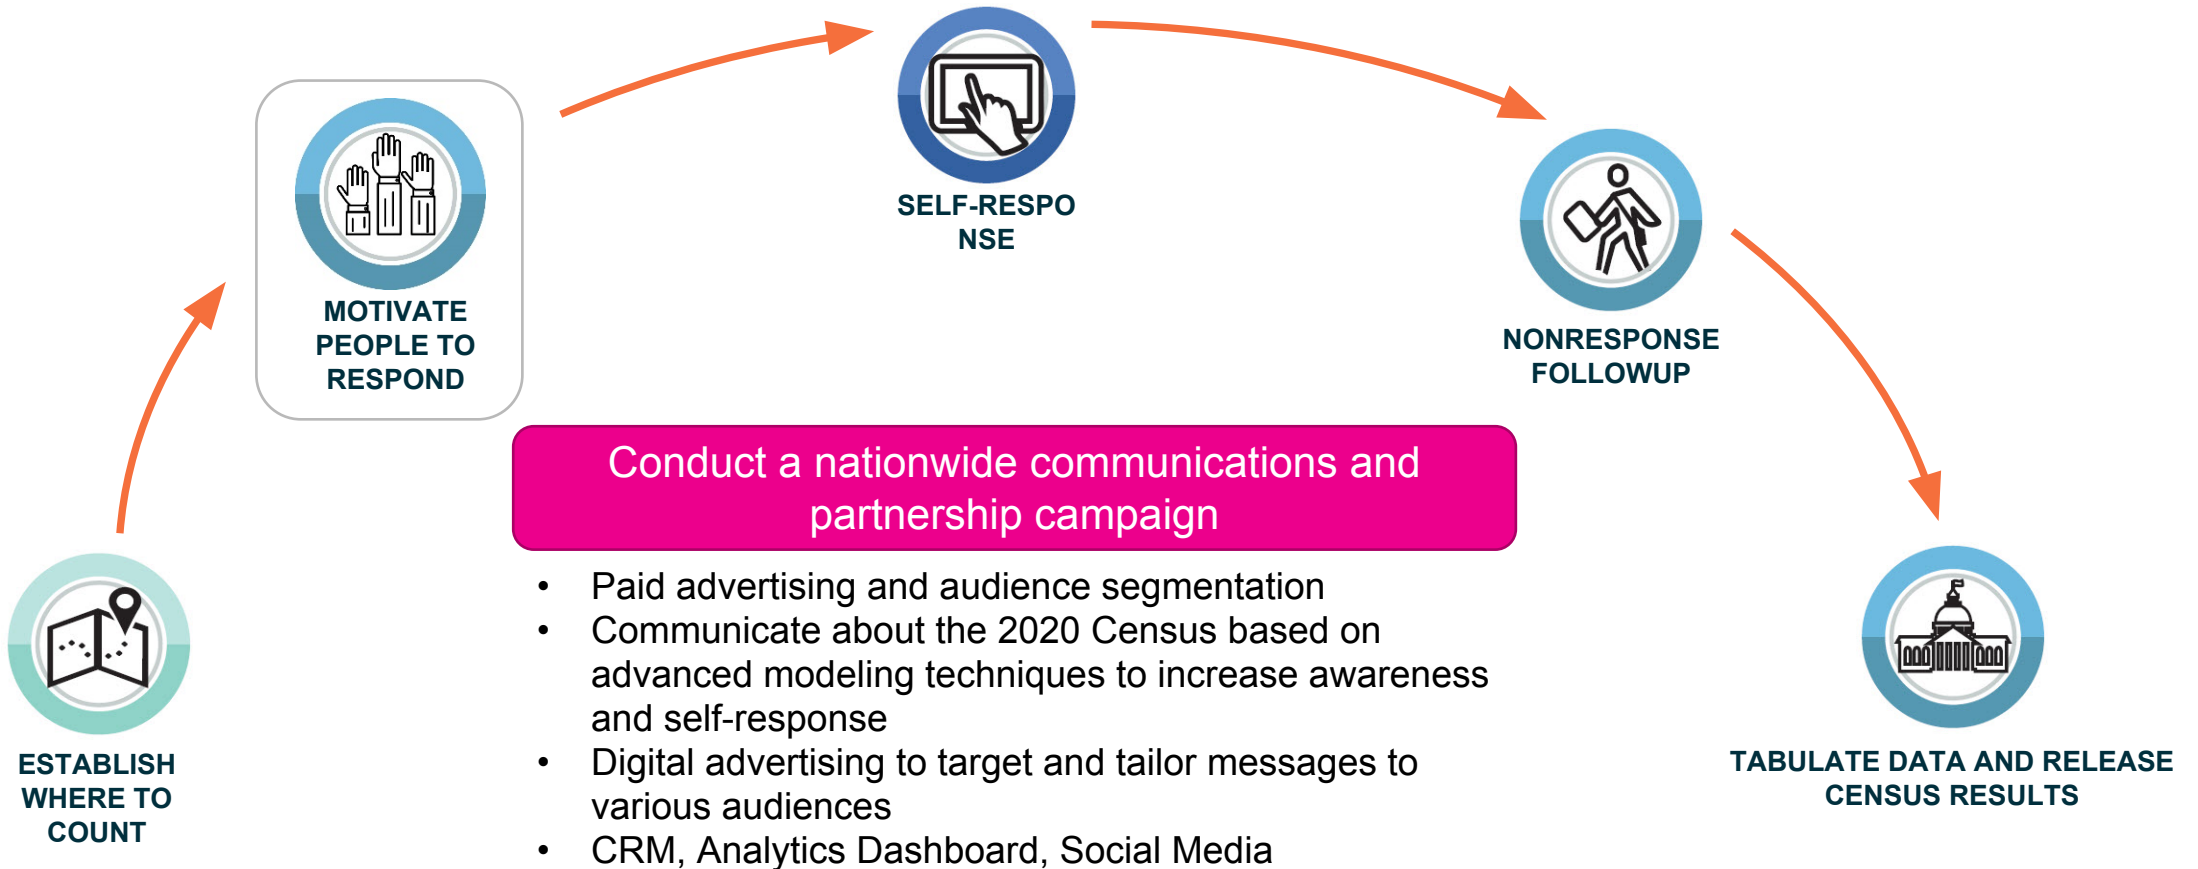 MOTIVATE
PEOPLE TO
RESPOND
SELF-RESPO
NSE
NONRESPONSE
FOLLOWUP
Conduct a nationwide communications and
partnership campaign
• Paid advertising and audience segmentation
• Communicate about the 2020 Census based on
advanced modeling techniques to increase awareness
and self-response
• Digital advertising to target and tailor messages to
various audiences
• CRM, Analytics Dashboard, Social Media
ESTABLISH
WHERE TO
COUNT
TABULATE DATA AND RELEASE
CENSUS RESULTS